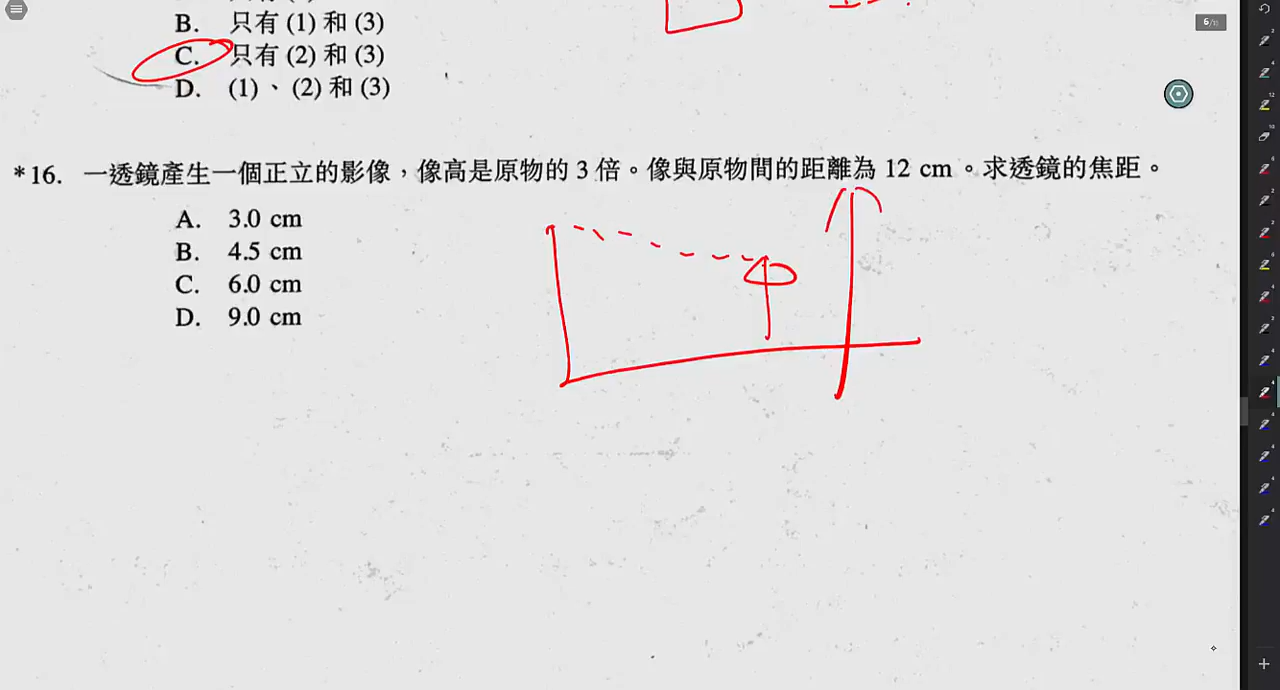 B. 只有 (1) 和 (3)
C. 只有 (2) 和 (3)
D. (1)、(2) 和 (3)
6/11
*16. 一透鏡產生一個正立的影像，像高是原物的 3 倍。像與原物間的距離為 12 cm。求透鏡的焦距。
A. 3.0 cm
B. 4.5 cm
C. 6.0 cm
D. 9.0 cm